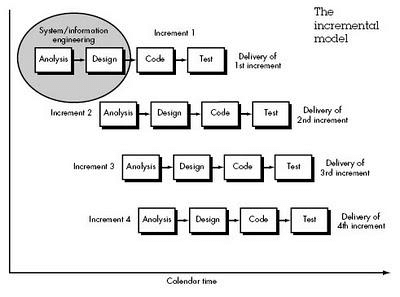 The
incremental
model
System/information
engineering
Increment 1
Analysis Design Code Test
Delivery of
1st increment
Increment 2
Analysis Design Code Test
Delivery of
2nd increment
Increment 3
Analysis Design Code Test
Delivery of
3rd increment
Increment 4
Analysis Design Code Test
Delivery of
4th increment
Calendar time